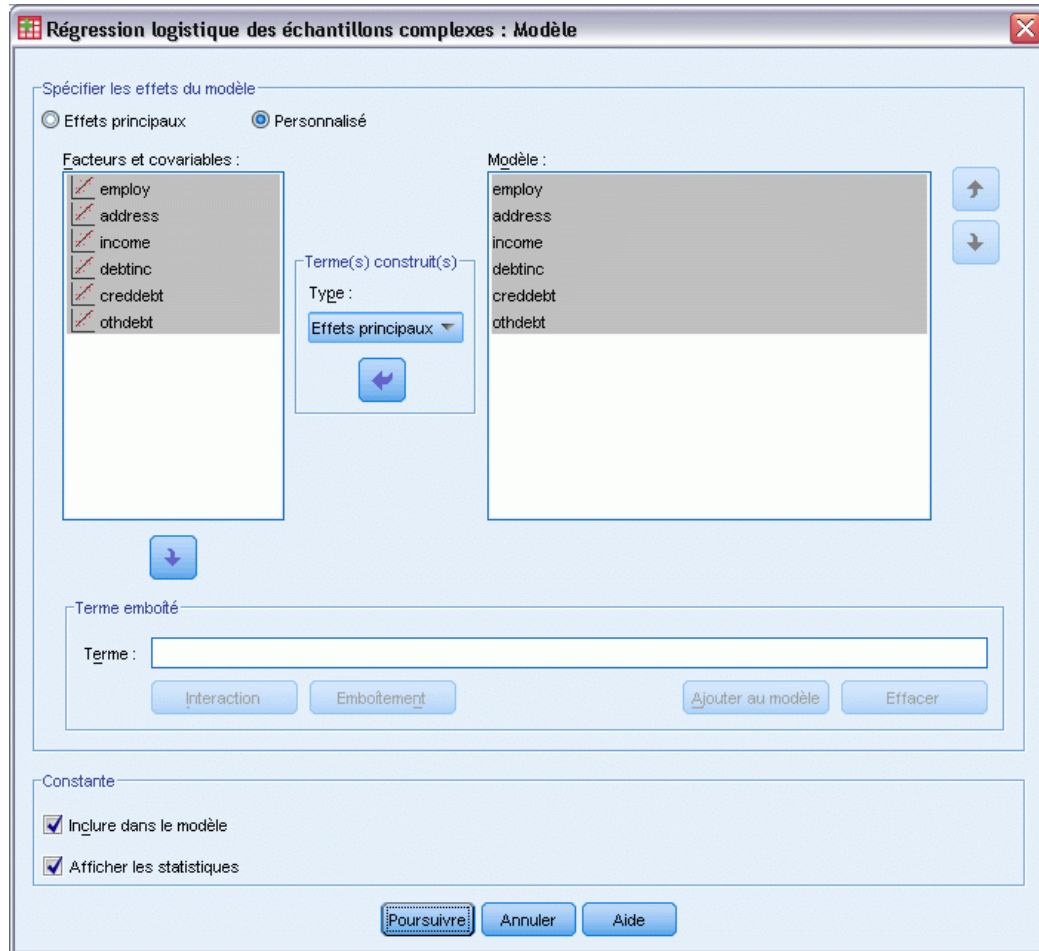 Régression logistique des échantillons complexes : Modèle
Spécifier les effets du modèle
Effets principaux
Personnalisé
Facteurs et covariables :
employ
address
income
debtinc
creddebt
othdebt
Terme(s) construit(s)
Type :
Effets principaux
Modèle :
employ
address
income
debtinc
creddebt
othdebt
Terme emboîté
Terme :
Interaction
Emboîtement
Ajouter au modèle
Effacer
Constante
Inclure dans le modèle
Afficher les statistiques
Poursuivre
Annuler
Aide